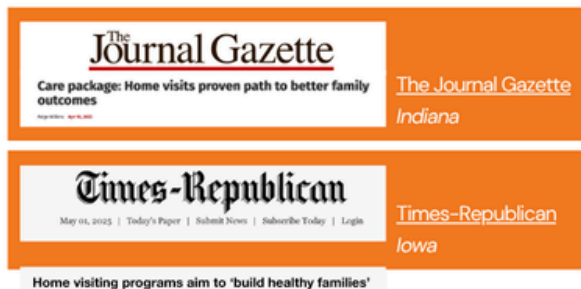 The Journal Gazette
Care package: Home visits proven path to better family
outcomes
The Journal Gazette
Indiana
Times-Republican
May 01, 2025 | Today's Paper | Submit News | Subscribe Today | Login
Times-Republican
Iowa
Home visiting programs aim to 'build healthy families'